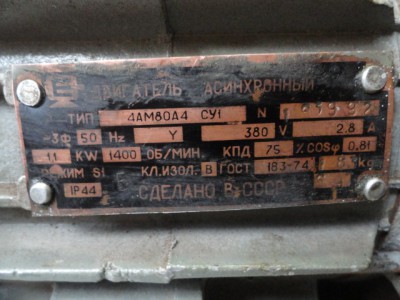 ДВИГАТЕЛЬ АСИНХРОННЫЙ
ТИП 4АМ80А4 СУ1 N
~3Ф 50 Hz Y 380 V 2.8 A
1.1 KW 1400 ОБ/МИН. КПД 75 % COSφ 0.81
РЕЖИМ S1 КЛ.ИЗОЛ. В ГОСТ 183-74 kg
IP44 СДЕЛАНО В СССР